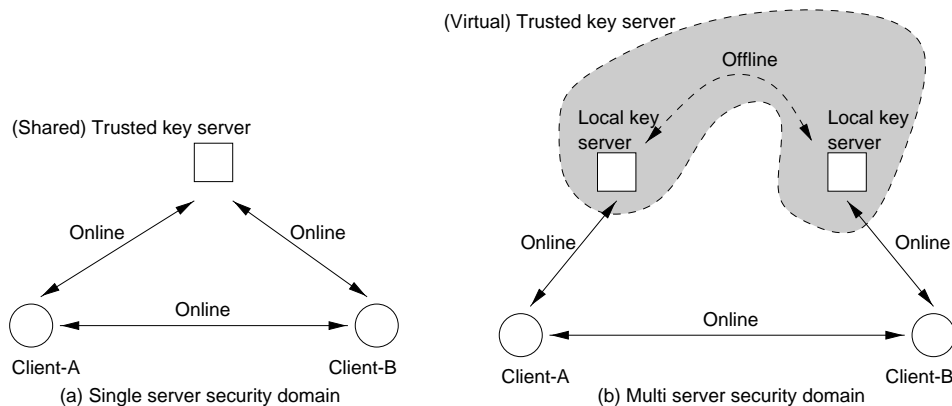 (Shared) Trusted key server
Online
Online
Online
Client-A
Client-B
(a) Single server security domain
(Virtual) Trusted key server
Offline
Local key
server
Local key
server
Online
Online
Online
Client-A
Client-B
(b) Multi server security domain